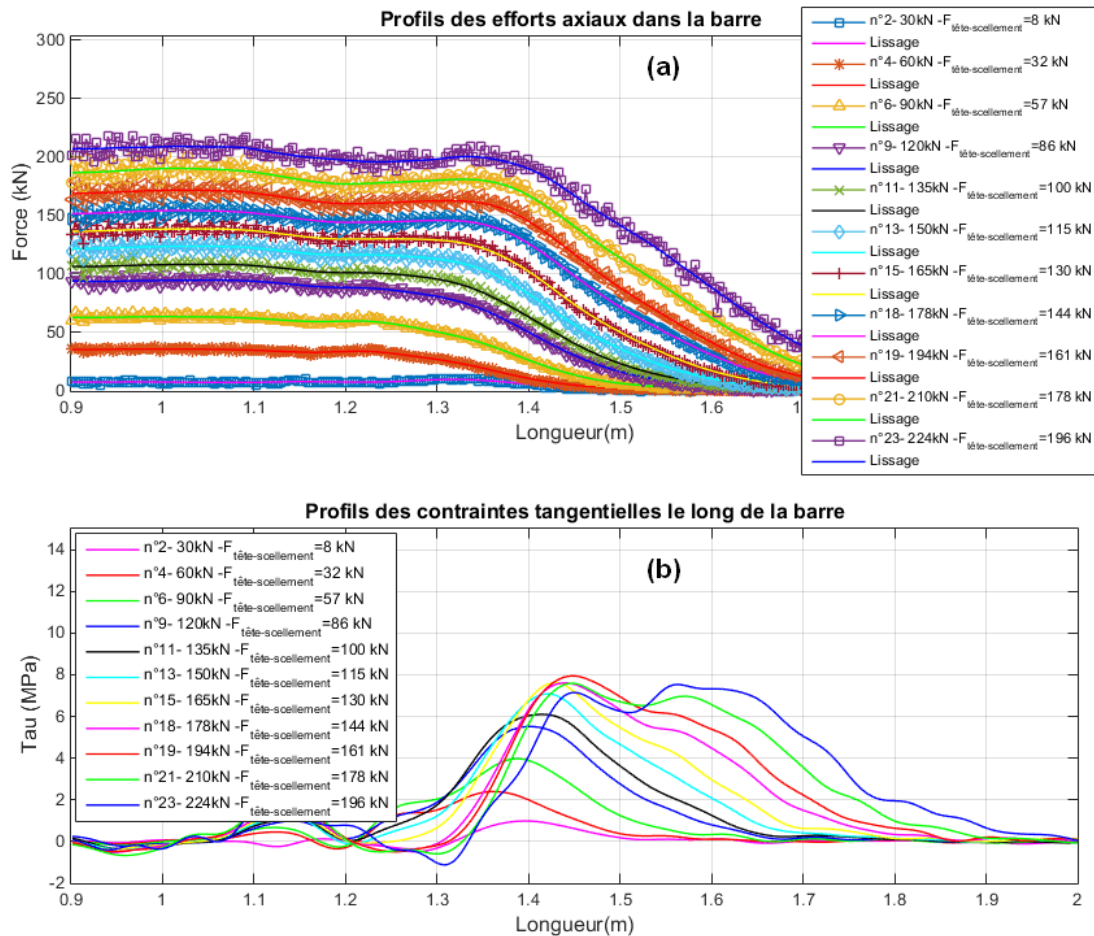 Profils des efforts axiaux dans la barre
(a)
300
250
200
150
100
50
0
Force (kN)
0.9
1
1.1
1.2
1.3
1.4
1.5
1.6
1.7
Longueur(m)
n°2- 30kN -Ftête-scellement=8 kN
Lissage
n°4- 60kN -Ftête-scellement=32 kN
Lissage
n°6- 90kN -Ftête-scellement=57 kN
Lissage
n°9- 120kN -Ftête-scellement=86 kN
Lissage
n°11- 135kN -Ftête-scellement=100 kN
Lissage
n°13- 150kN -Ftête-scellement=115 kN
Lissage
n°15- 165kN -Ftête-scellement=130 kN
Lissage
n°18- 178kN -Ftête-scellement=144 kN
Lissage
n°19- 194kN -Ftête-scellement=161 kN
Lissage
n°21- 210kN -Ftête-scellement=178 kN
Lissage
n°23- 224kN -Ftête-scellement=196 kN
Lissage
Profils des contraintes tangentielles le long de la barre
(b)
14
12
10
8
6
4
2
0
-2
Tau (MPa)
n°2- 30kN -Ftête-scellement=8 kN
n°4- 60kN -Ftête-scellement=32 kN
n°6- 90kN -Ftête-scellement=57 kN
n°9- 120kN -Ftête-scellement=86 kN
n°11- 135kN -Ftête-scellement=100 kN
n°13- 150kN -Ftête-scellement=115 kN
n°15- 165kN -Ftête-scellement=130 kN
n°18- 178kN -Ftête-scellement=144 kN
n°19- 194kN -Ftête-scellement=161 kN
n°21- 210kN -Ftête-scellement=178 kN
n°23- 224kN -Ftête-scellement=196 kN
0.9
1
1.1
1.2
1.3
1.4
1.5
1.6
1.7
1.8
1.9
2
Longueur(m)